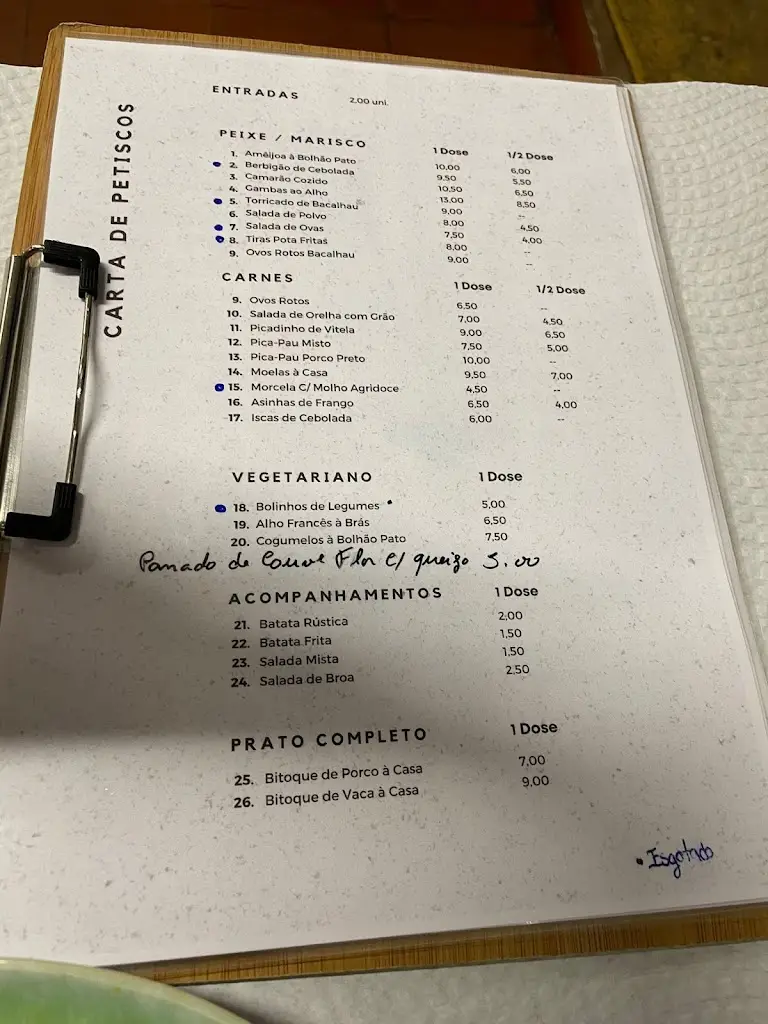 CARTA DE PETISCOS
ENTRADAS 2,00 uni.
PEIXE / MARISCO 1 Dose 1/2 Dose
1. Amêijoa à Bolhão Pato 10,00 6,00
2. Berbigão de Cebolada 9,50 5,50
3. Camarão Cozido 10,50 6,50
4. Gambas ao Alho 13,00 8,50
5. Torricado de Bacalhau 9,00 --
6. Salada de Polvo 8,00 4,50
7. Salada de Ovas 7,50 4,00
8. Tiras Pota Fritas 8,00 --
9. Ovos Rotos Bacalhau 9,00 --
CARNES 1 Dose 1/2 Dose
9. Ovos Rotos 6,50 --
10. Salada de Orelha com Grão 7,00 4,50
11. Picadinho de Vitela 9,00 6,50
12. Pica-Pau Misto 7,50 5,00
13. Pica-Pau Porco Preto 10,00 --
14. Moelas à Casa 9,50 7,00
15. Morcela C/ Molho Agridoce 4,50 --
16. Asinhas de Frango 6,50 4,00
17. Iscas de Cebolada 6,00 --
VEGETARIANO 1 Dose
18. Bolinhos de Legumes 5,00
19. Alho Francês à Brás 6,50
20. Cogumelos à Bolhão Pato 7,50
Panado de Couve Flor c/ queijo 5.00
ACOMPANHAMENTOS 1 Dose
21. Batata Rústica 2,00
22. Batata Frita 1,50
23. Salada Mista 1,50
24. Salada de Broa 2,50
PRATO COMPLETO 1 Dose
25. Bitoque de Porco à Casa 7,00
26. Bitoque de Vaca à Casa 9,00
• Esgotado